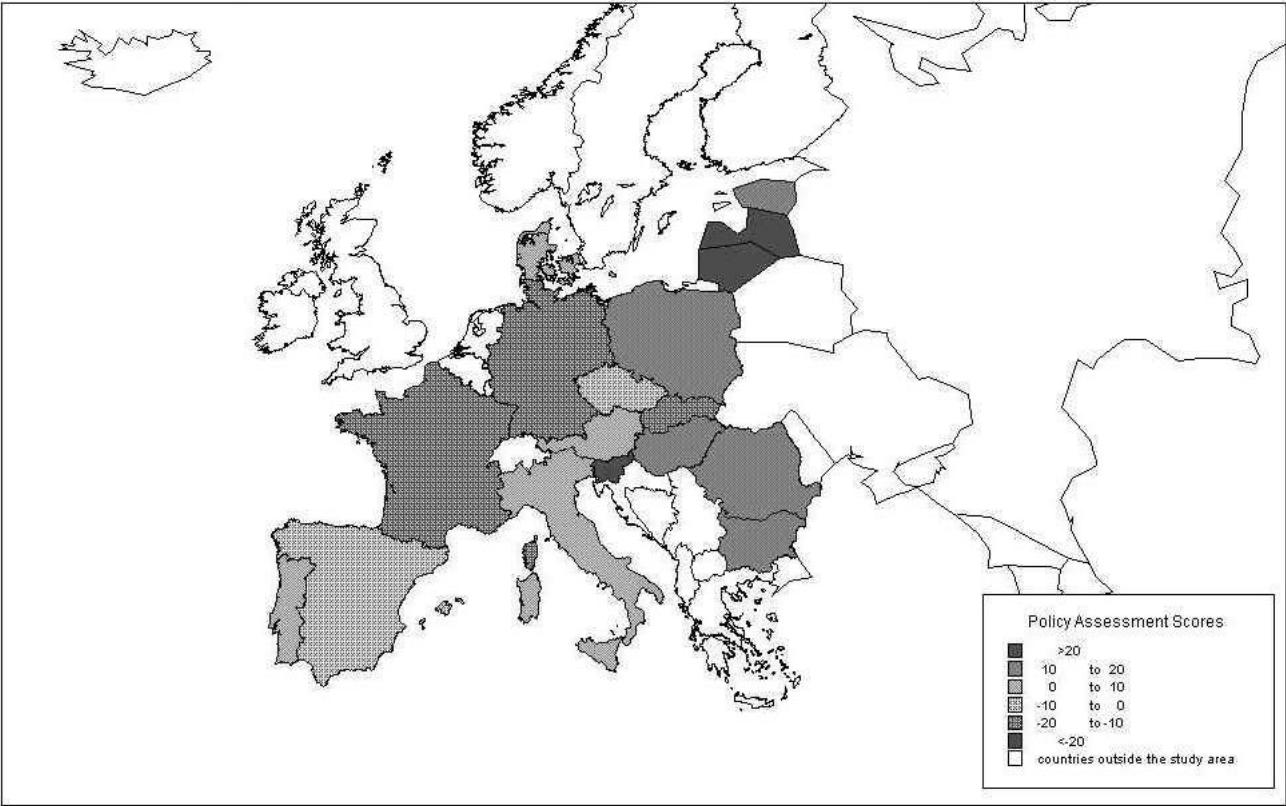 Policy Assessment Scores
>20
10 to 20
0 to 10
-10 to 0
-20 to -10
<-20
countries outside the study area